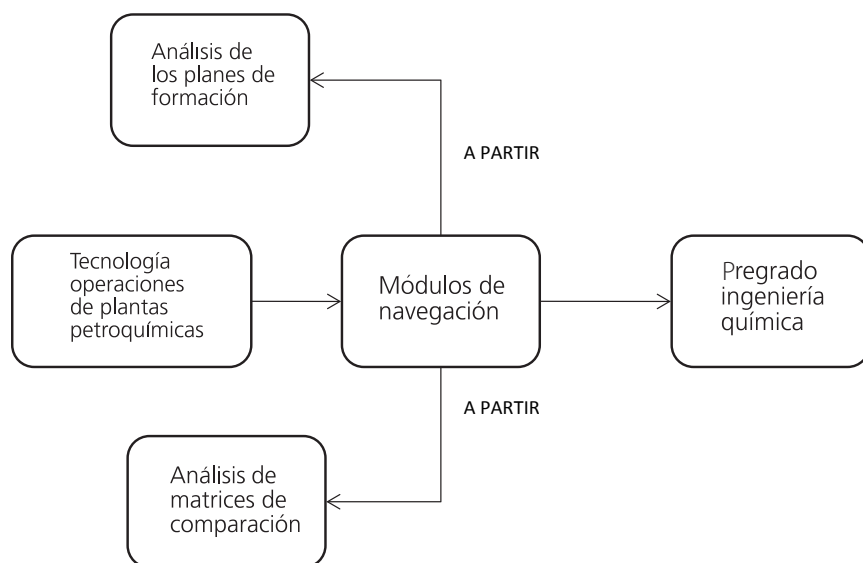 Análisis de
los planes de
formación
A PARTIR
Tecnología
operaciones
de plantas
petroquímicas
Módulos de
navegación
Pregrado
ingeniería
química
A PARTIR
Análisis de
matrices de
comparación